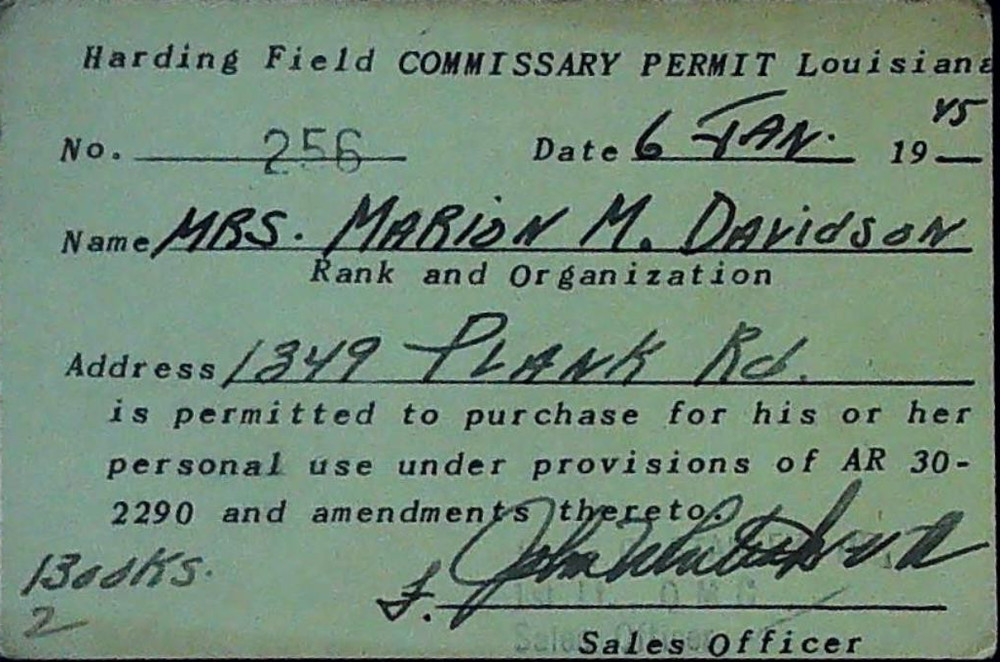 Harding Field COMMISSARY PERMIT Louisiana
No. 256 Date 6 JAN. 1945
Name MRS. MARION M. DAVIDSON
Rank and Organization
Address 1349 PLANK Rd.
is permitted to purchase for his or her
personal use under provisions of AR 30-
2290 and amendments thereto
Books.
2
Sales Officer